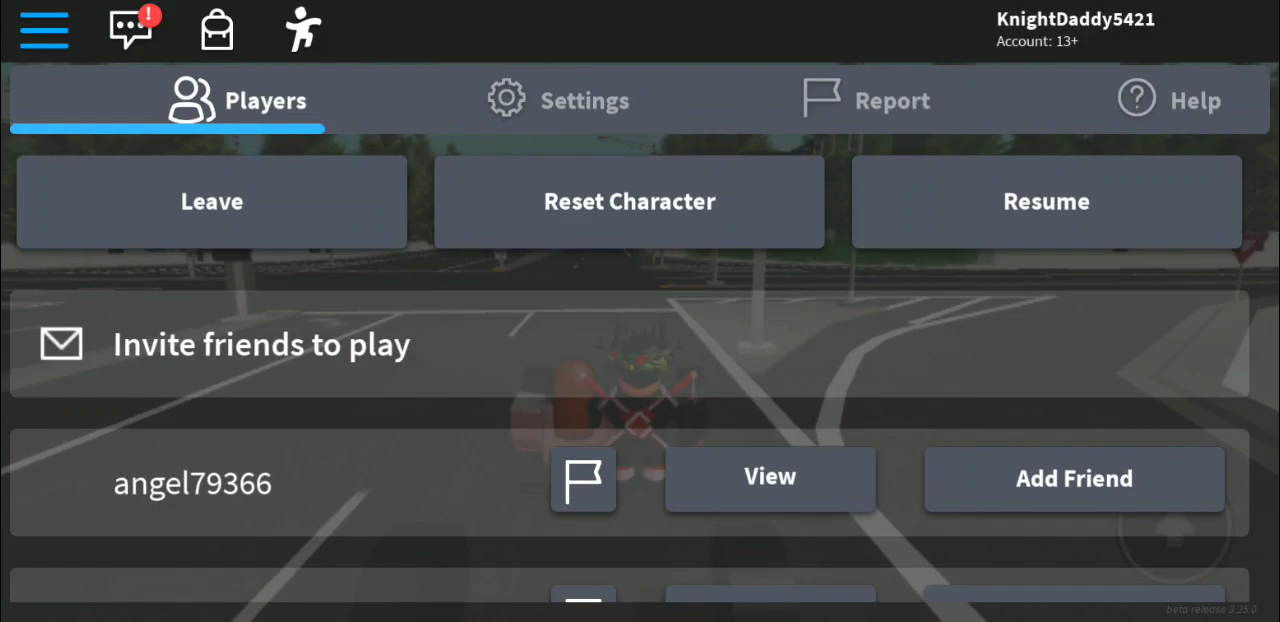 !
KnightDaddy5421
Account: 13+
Players
Settings
Report
? Help
Leave
Reset Character
Resume
Invite friends to play
angel79366
View
Add Friend
beta release 3.25.0